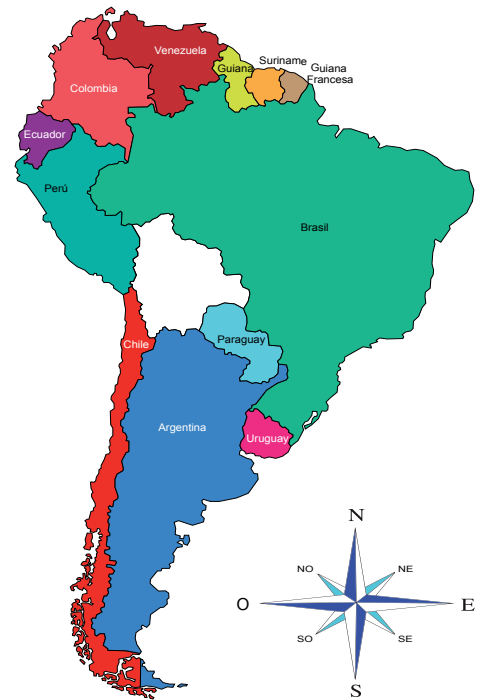 Venezuela
Colombia
Guiana
Suriname
Guiana
Francesa
Ecuador
Perú
Brasil
Chile
Paraguay
Argentina
Uruguay
N
NO
NE
O
E
SO
SE
S